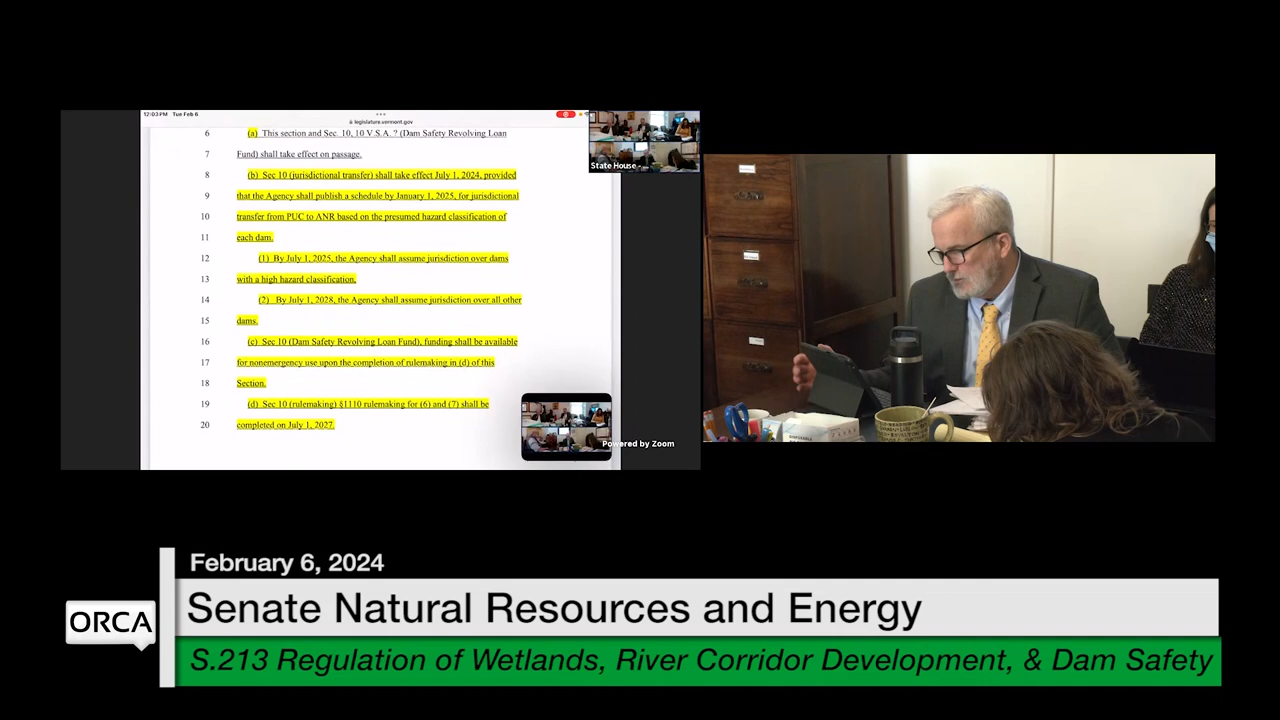 12:03 PM Tue Feb 6
legislature.vermont.gov
6 (a) This section and Sec. 10, 10 V.S.A. ? (Dam Safety Revolving Loan
7 Fund) shall take effect on passage.
8 (b) Sec 10 (jurisdictional transfer) shall take effect July 1, 2024, provided
9 that the Agency shall publish a schedule by January 1, 2025, for jurisdictional
10 transfer from PUC to ANR based on the presumed hazard classification of
11 each dam.
12 (1) By July 1, 2025, the Agency shall assume jurisdiction over dams
13 with a high hazard classification,
14 (2) By July 1, 2028, the Agency shall assume jurisdiction over all other
15 dams.
16 (c) Sec 10 (Dam Safety Revolving Loan Fund), funding shall be available
17 for nonemergency use upon the completion of rulemaking in (d) of this
18 Section.
19 (d) Sec 10 (rulemaking) §1110 rulemaking for (6) and (7) shall be
20 completed on July 1, 2027.
State House - ...
Powered by Zoom
February 6, 2024
Senate Natural Resources and Energy
ORCA
S.213 Regulation of Wetlands, River Corridor Development, & Dam Safety